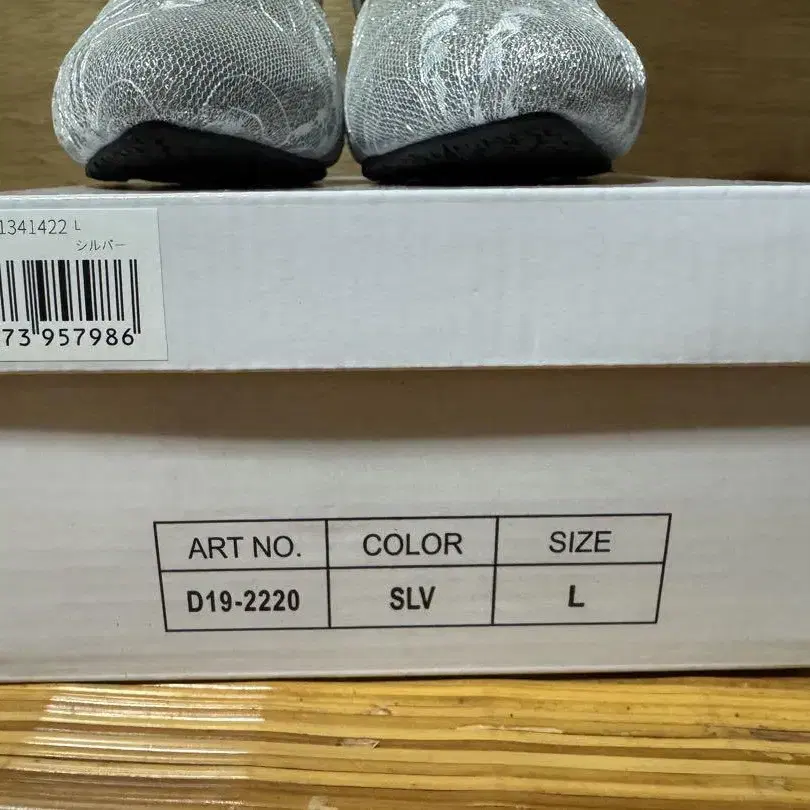 1341422 L
シルバー
73 957986
ART NO. COLOR SIZE
D19-2220 SLV L